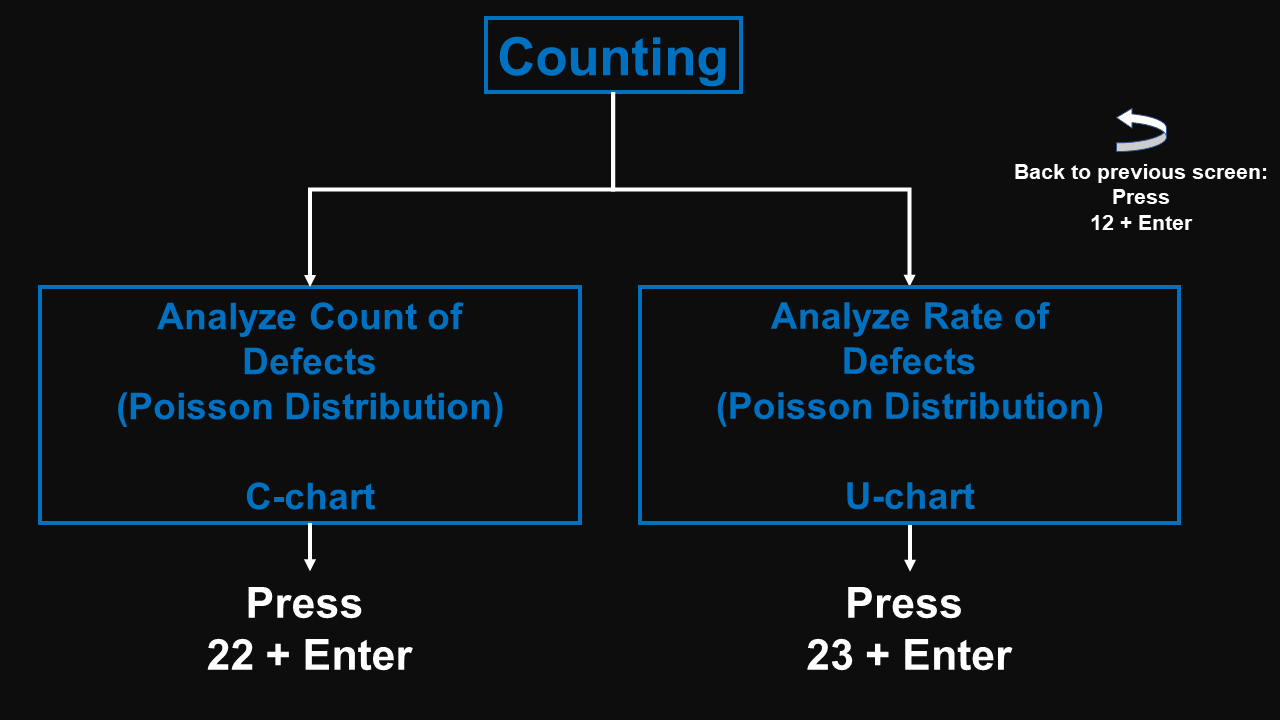 Counting
Back to previous screen:
Press
12 + Enter
Analyze Count of
Defects
(Poisson Distribution)
C-chart
Analyze Rate of
Defects
(Poisson Distribution)
U-chart
Press
22 + Enter
Press
23 + Enter